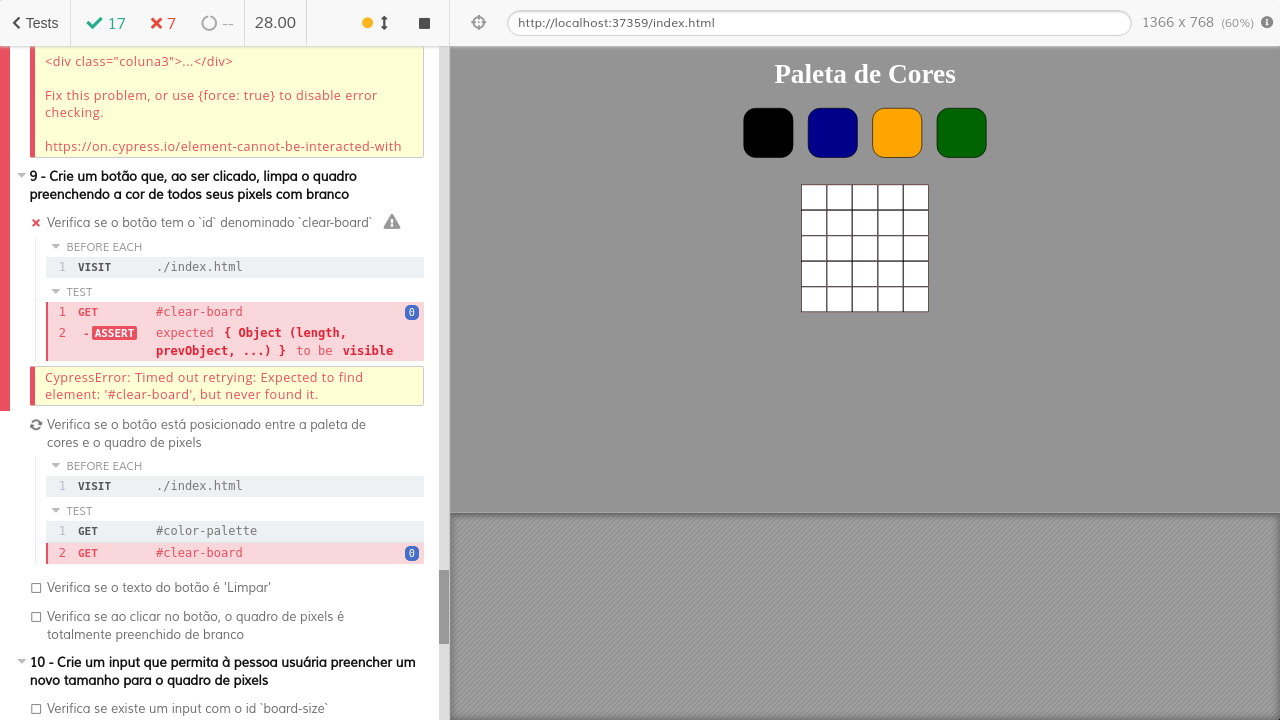 Tests 17 7 -- 28.00 http://localhost:37359/index.html 1366 x 768 (60%)
<div class="coluna3">...</div>
Fix this problem, or use {force: true} to disable error
checking.
https://on.cypress.io/element-cannot-be-interacted-with
9 - Crie um botão que, ao ser clicado, limpa o quadro
preenchendo a cor de todos seus pixels com branco
Verifica se o botão tem o `id` denominado `clear-board`
BEFORE EACH
1 VISIT ./index.html
TEST
1 GET #clear-board 0
2 - ASSERT expected { Object (length,
prevObject, ...) } to be visible
CypressError: Timed out retrying: Expected to find
element: '#clear-board', but never found it.
Verifica se o botão está posicionado entre a paleta de
cores e o quadro de pixels
BEFORE EACH
1 VISIT ./index.html
TEST
1 GET #color-palette
2 GET #clear-board 0
Verifica se o texto do botão é 'Limpar'
Verifica se ao clicar no botão, o quadro de pixels é
totalmente preenchido de branco
10 - Crie um input que permita à pessoa usuária preencher um
novo tamanho para o quadro de pixels
Verifica se existe um input com o id `board-size`
Paleta de Cores